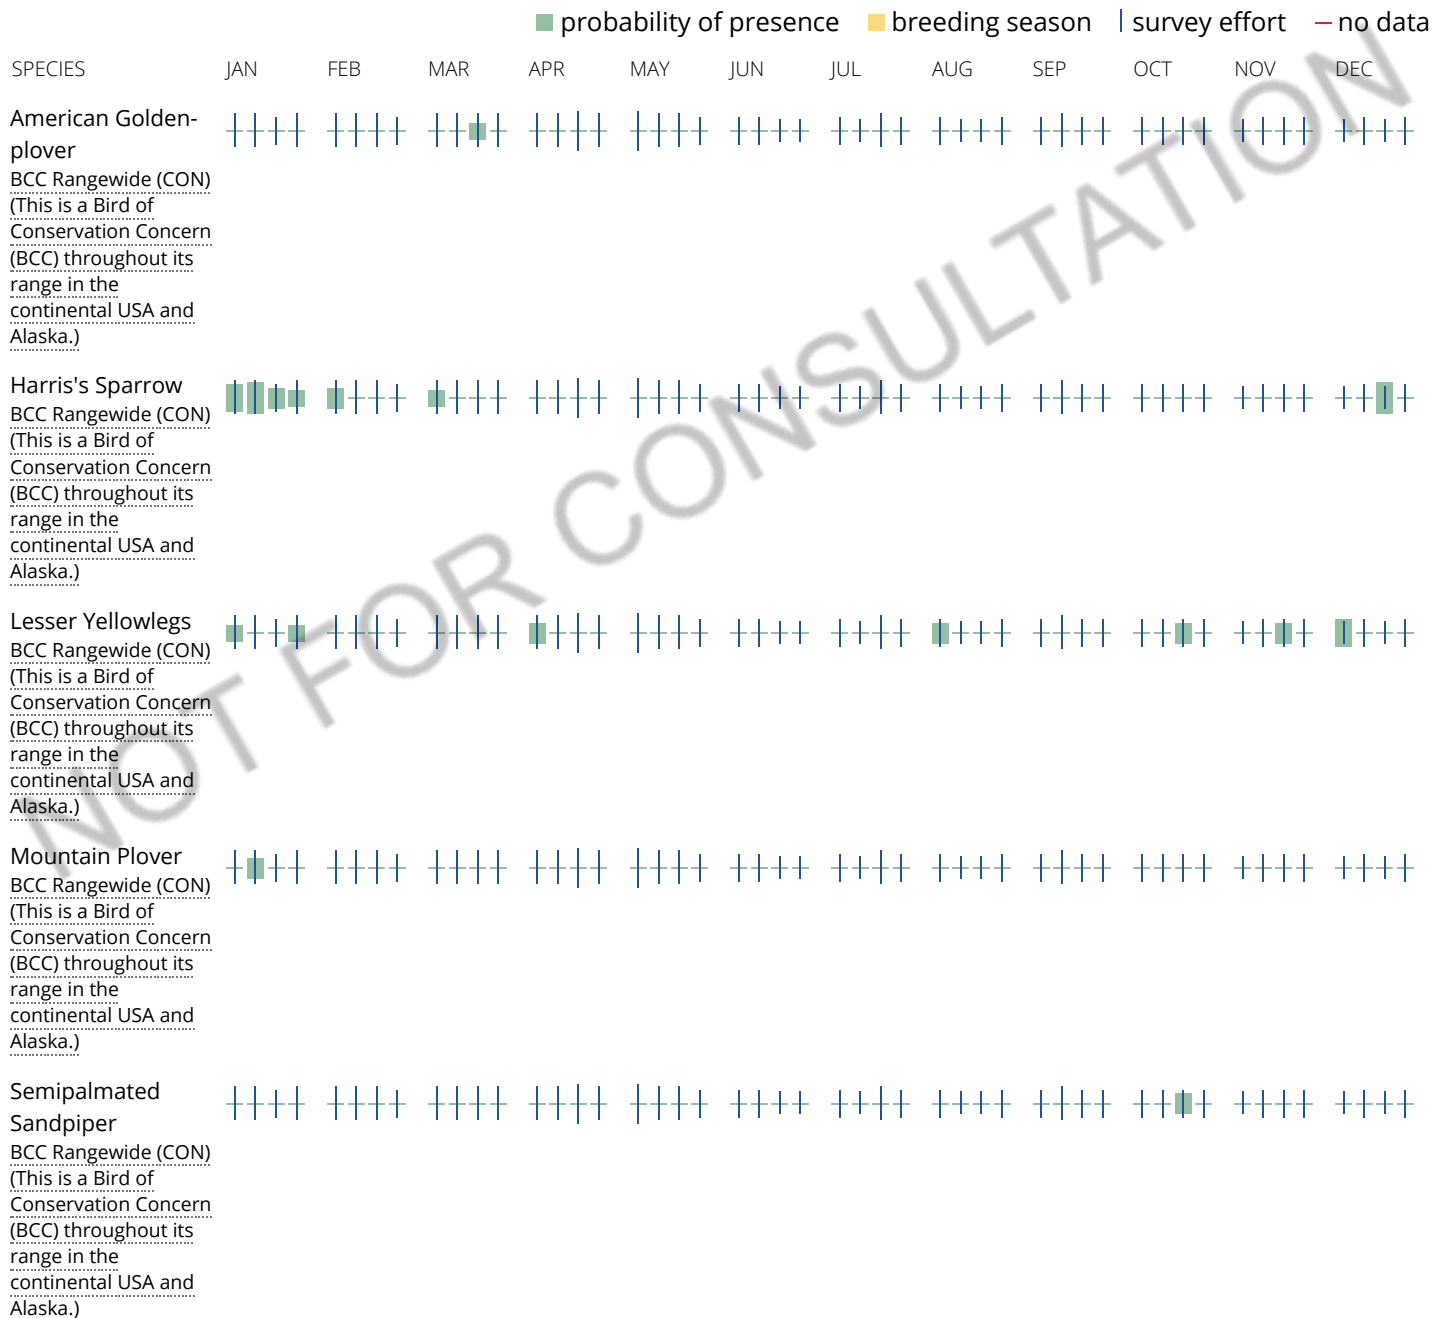 probability of presence breeding season survey effort no data
SPECIES JAN FEB MAR APR MAY JUN JUL AUG SEP OCT NOV DEC
American Golden-
plover
BCC Rangewide (CON)
(This is a Bird of
Conservation Concern
(BCC) throughout its
range in the
continental USA and
Alaska.)
Harris's Sparrow
BCC Rangewide (CON)
(This is a Bird of
Conservation Concern
(BCC) throughout its
range in the
continental USA and
Alaska.)
Lesser Yellowlegs
BCC Rangewide (CON)
(This is a Bird of
Conservation Concern
(BCC) throughout its
range in the
continental USA and
Alaska.)
Mountain Plover
BCC Rangewide (CON)
(This is a Bird of
Conservation Concern
(BCC) throughout its
range in the
continental USA and
Alaska.)
Semipalmated
Sandpiper
BCC Rangewide (CON)
(This is a Bird of
Conservation Concern
(BCC) throughout its
range in the
continental USA and
Alaska.)
NOT FOR CONSULTATION